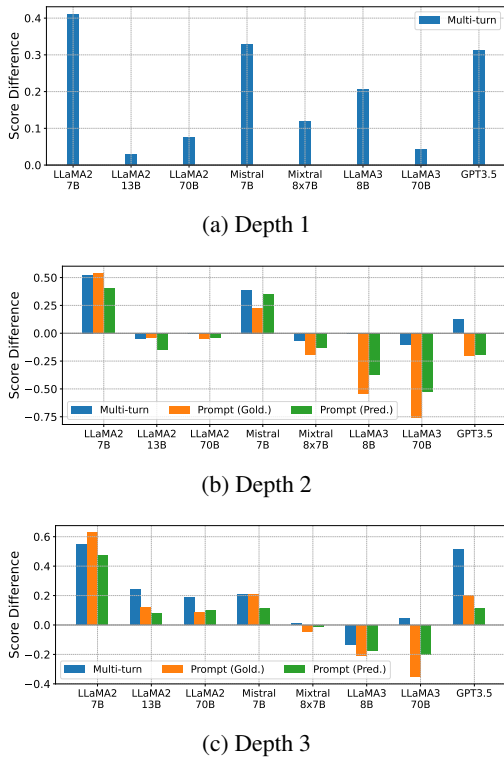 0.4
0.3
0.2
0.1
0.0
Score Difference
Multi-turn
LLaMA2 LLaMA2 LLaMA2 Mistral Mixtral LLaMA3 LLaMA3 GPT3.5
7B 13B 70B 7B 8x7B 8B 70B
(a) Depth 1
0.50
0.25
0.00
−0.25
−0.50
−0.75
Score Difference
Multi-turn Prompt (Gold.) Prompt (Pred.)
LLaMA2 LLaMA2 LLaMA2 Mistral Mixtral LLaMA3 LLaMA3 GPT3.5
7B 13B 70B 7B 8x7B 8B 70B
(b) Depth 2
0.6
0.4
0.2
0.0
−0.2
−0.4
Score Difference
Multi-turn Prompt (Gold.) Prompt (Pred.)
LLaMA2 LLaMA2 LLaMA2 Mistral Mixtral LLaMA3 LLaMA3 GPT3.5
7B 13B 70B 7B 8x7B 8B 70B
(c) Depth 3